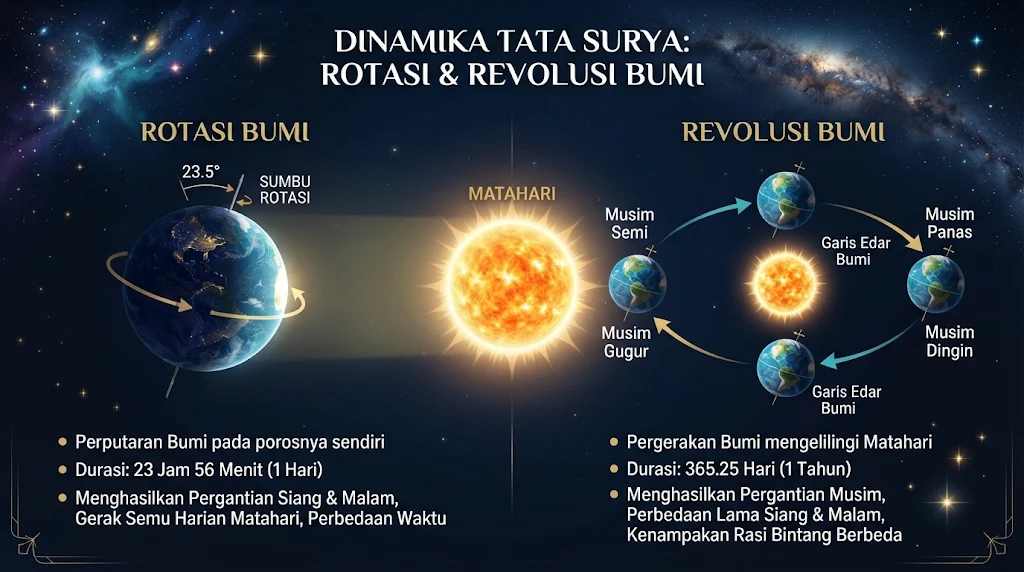 DINAMIKA TATA SURYA:
ROTASI & REVOLUSI BUMI
ROTASI BUMI
23.5°
SUMBU
ROTASI
MATAHARI
REVOLUSI BUMI
Musim
Semi
Musim
Panas
Garis Edar
Bumi
Musim
Gugur
Musim
Dingin
Garis Edar
Bumi
• Perputaran Bumi pada porosnya sendiri
• Durasi: 23 Jam 56 Menit (1 Hari)
• Menghasilkan Pergantian Siang & Malam,
Gerak Semu Harian Matahari, Perbedaan Waktu
• Pergerakan Bumi mengelilingi Matahari
• Durasi: 365.25 Hari (1 Tahun)
• Menghasilkan Pergantian Musim,
Perbedaan Lama Siang & Malam,
Kenampakan Rasi Bintang Berbeda